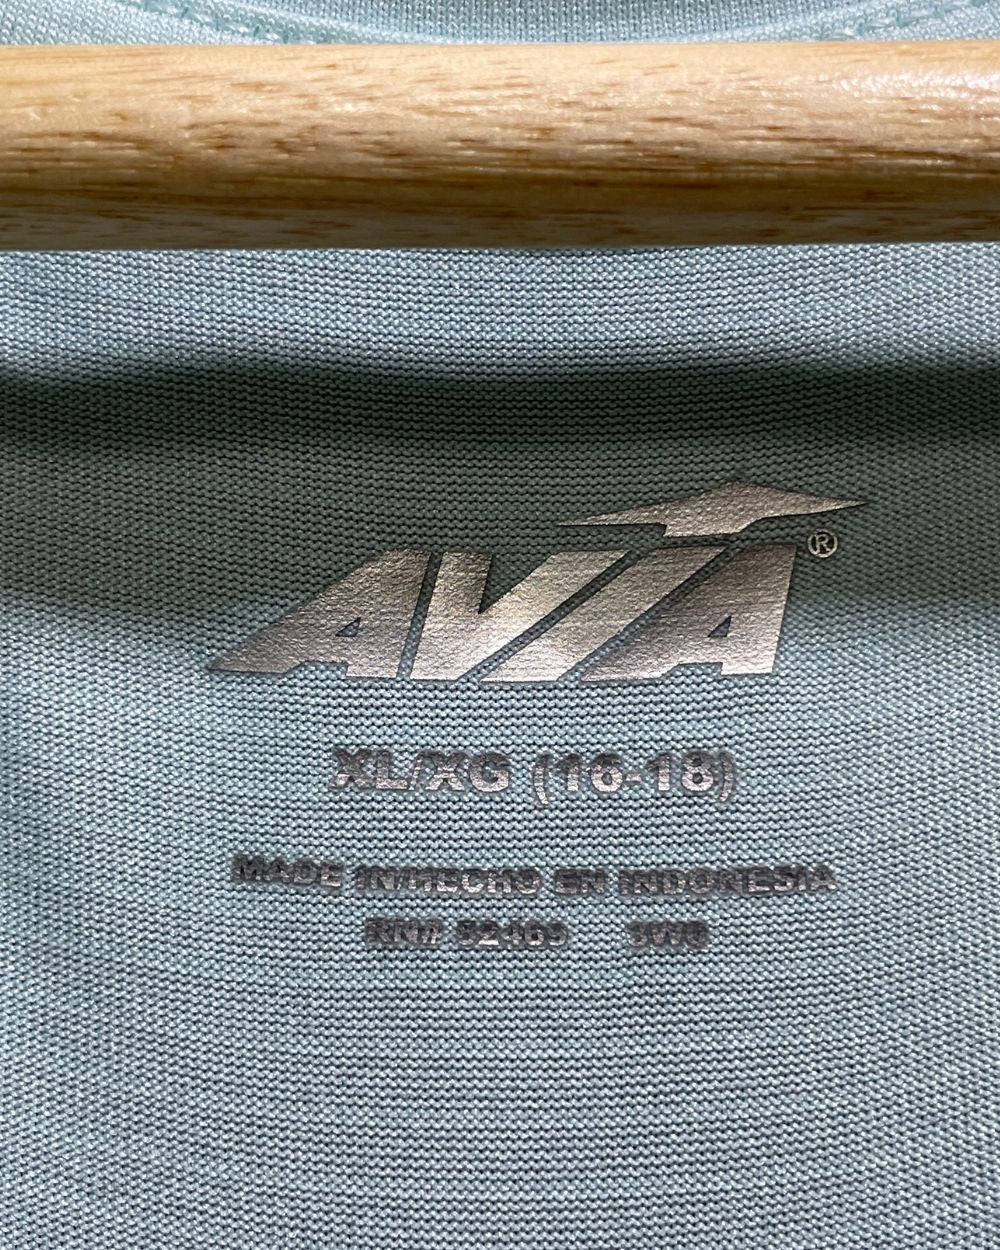 AVIA®
XL/XG (16-18)
MADE IN/HECHO EN INDONESIA
RN# 52469